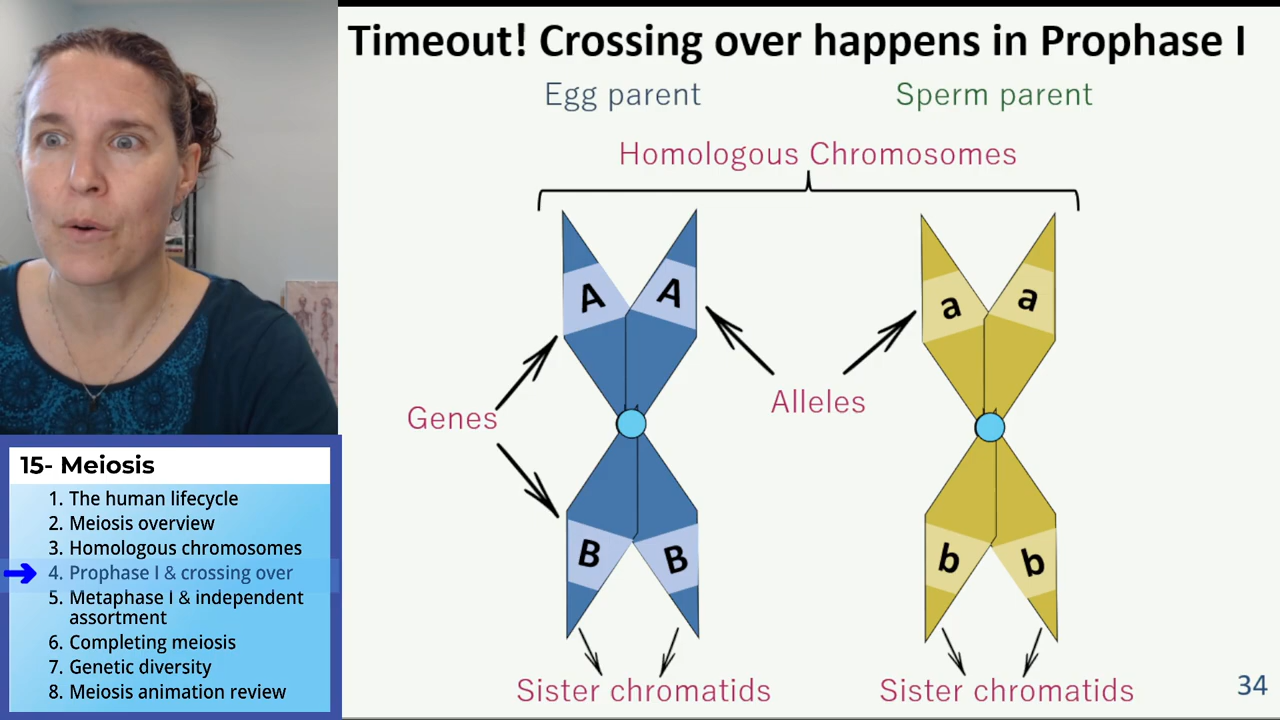 Timeout! Crossing over happens in Prophase I
Egg parent
Sperm parent
Homologous Chromosomes
A A
a a
Genes
Alleles
B B
b b
Sister chromatids
Sister chromatids
34
15- Meiosis
1. The human lifecycle
2. Meiosis overview
3. Homologous chromosomes
4. Prophase I & crossing over
5. Metaphase I & independent
assortment
6. Completing meiosis
7. Genetic diversity
8. Meiosis animation review